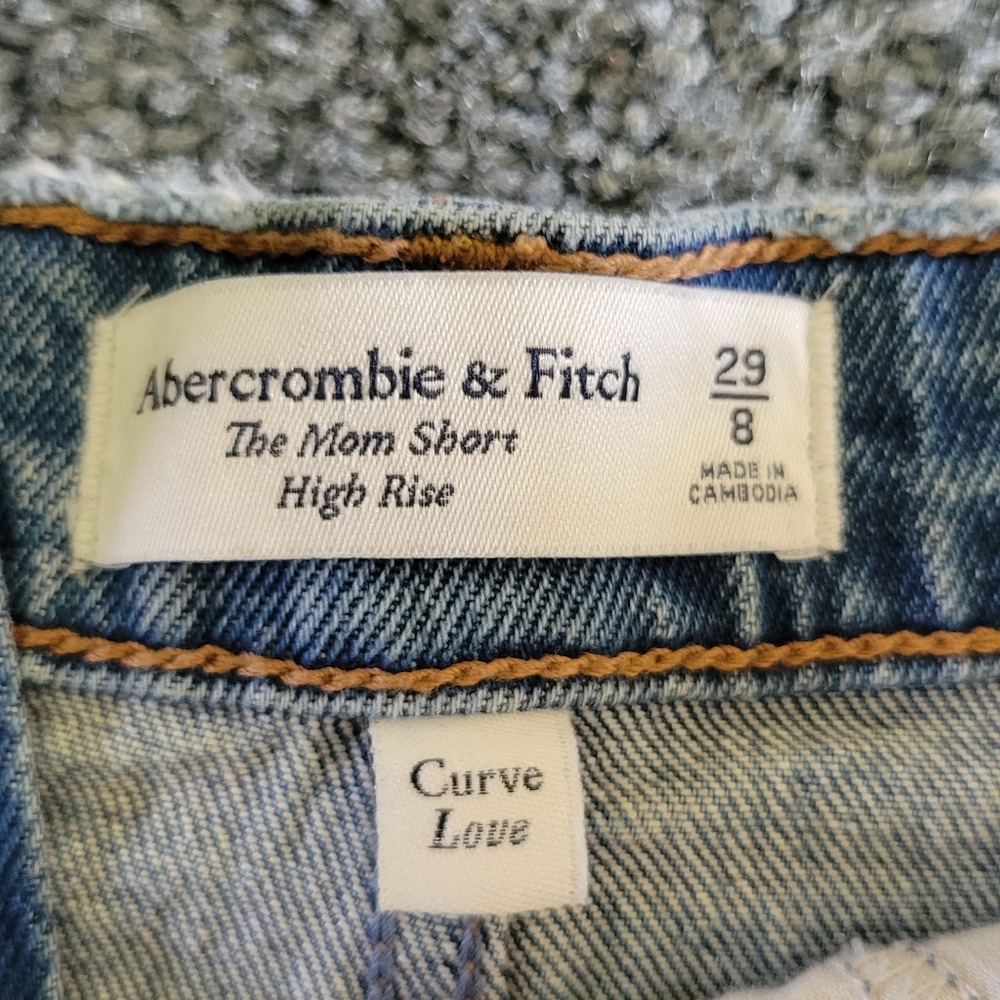 Abercrombie & Fitch
The Mom Short
High Rise
29
8
MADE IN
CAMBODIA
Curve
Love